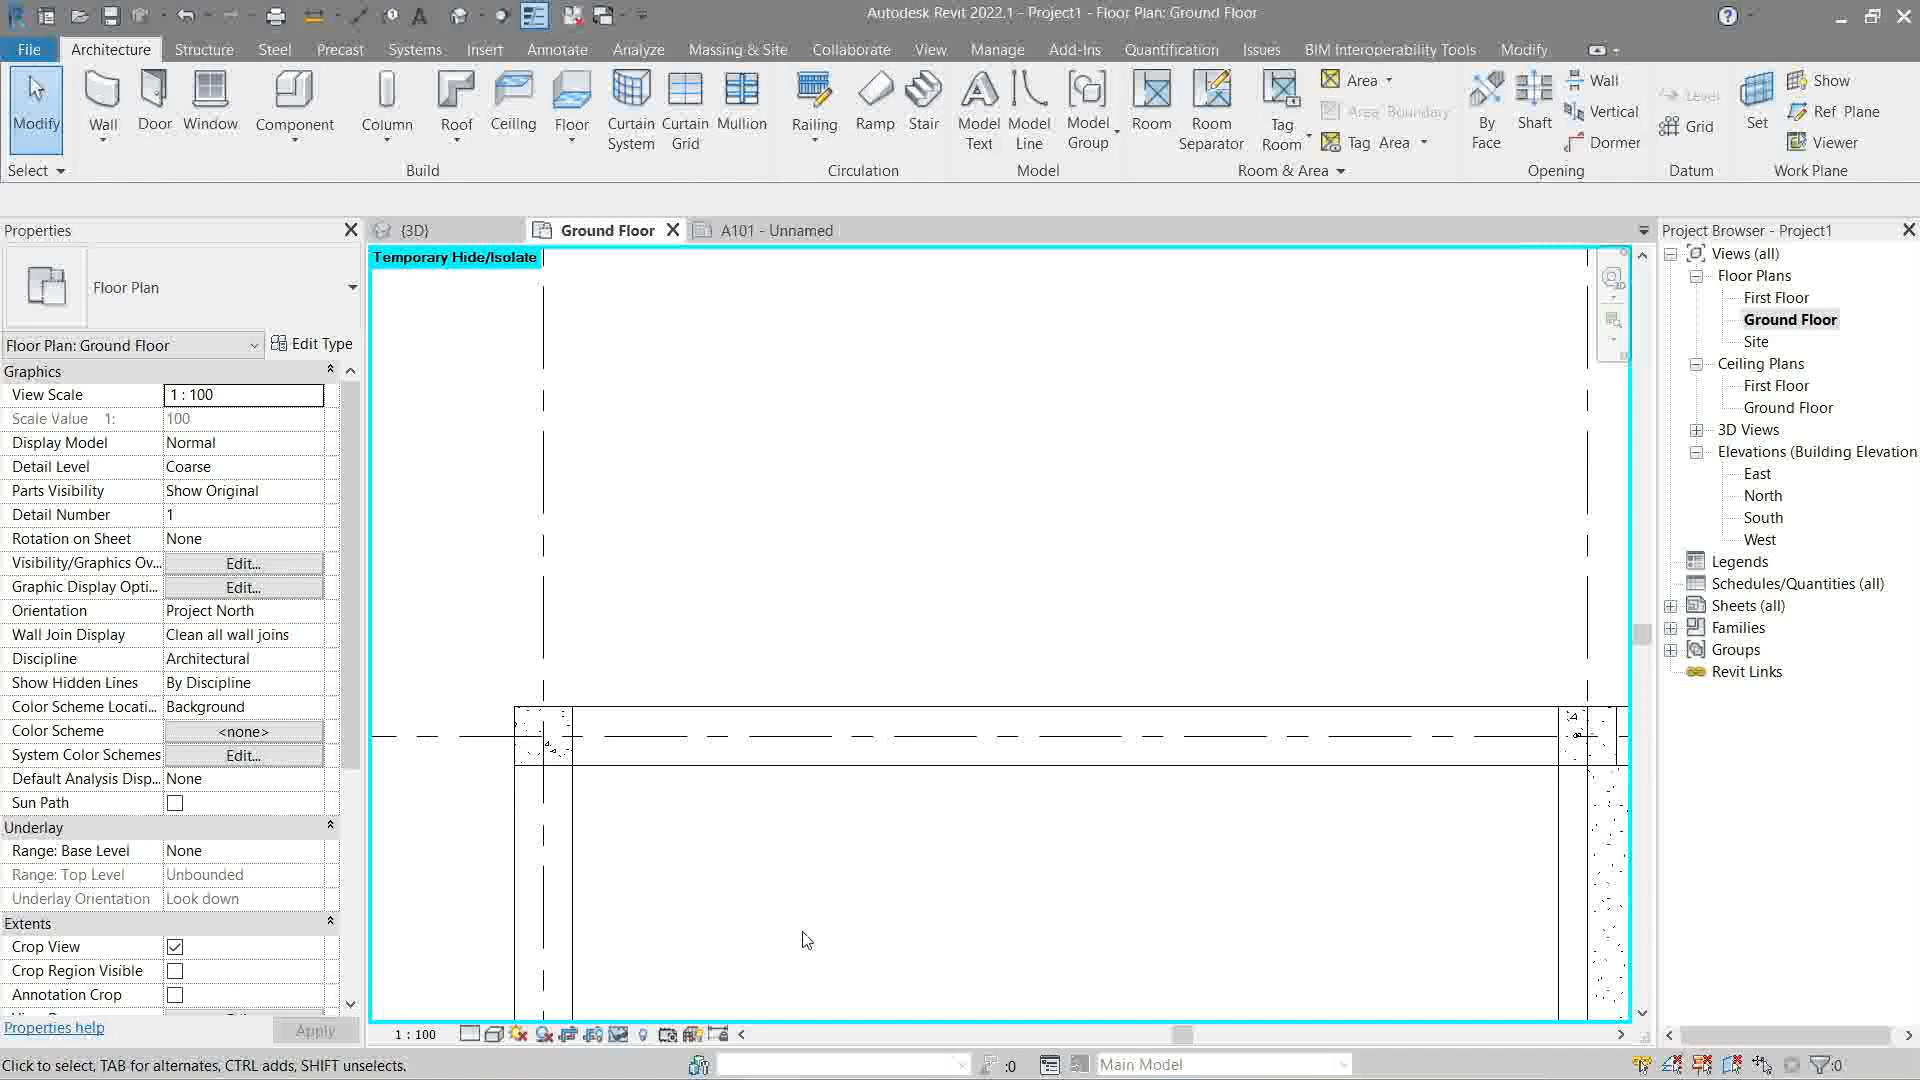 Autodesk Revit 2022.1 - Project1 - Floor Plan: Ground Floor
File
Architecture
Structure
Steel
Precast
Systems
Insert
Annotate
Analyze
Massing & Site
Collaborate
View
Manage
Add-Ins
Quantification
Issues
BIM Interoperability Tools
Modify
Modify
Wall
Door
Window
Component
Column
Roof
Ceiling
Floor
Curtain System
Curtain Grid
Mullion
Railing
Ramp
Stair
Model Text
Model Line
Model Group
Room
Room Separator
Tag Room
Area
Area Boundary
Tag Area
By Face
Shaft
Wall
Vertical
Dormer
Level
Grid
Set
Show
Ref Plane
Viewer
Select
Build
Circulation
Model
Room & Area
Opening
Datum
Work Plane
Properties
{3D}
Ground Floor
A101 - Unnamed
Project Browser - Project1
Floor Plan
Floor Plan: Ground Floor
Edit Type
Graphics
View Scale 1 : 100
Scale Value 1: 100
Display Model Normal
Detail Level Coarse
Parts Visibility Show Original
Detail Number 1
Rotation on Sheet None
Visibility/Graphics Ov... Edit...
Graphic Display Opti... Edit...
Orientation Project North
Wall Join Display Clean all wall joins
Discipline Architectural
Show Hidden Lines By Discipline
Color Scheme Locati... Background
Color Scheme <none>
System Color Schemes Edit...
Default Analysis Disp... None
Sun Path
Underlay
Range: Base Level None
Range: Top Level Unbounded
Underlay Orientation Look down
Extents
Crop View
Crop Region Visible
Annotation Crop
Properties help
Apply
Temporary Hide/Isolate
Views (all)
Floor Plans
First Floor
Ground Floor
Site
Ceiling Plans
First Floor
Ground Floor
3D Views
Elevations (Building Elevation
East
North
South
West
Legends
Schedules/Quantities (all)
Sheets (all)
Families
Groups
Revit Links
1 : 100
Click to select, TAB for alternates, CTRL adds, SHIFT unselects.
:0
Main Model
:0